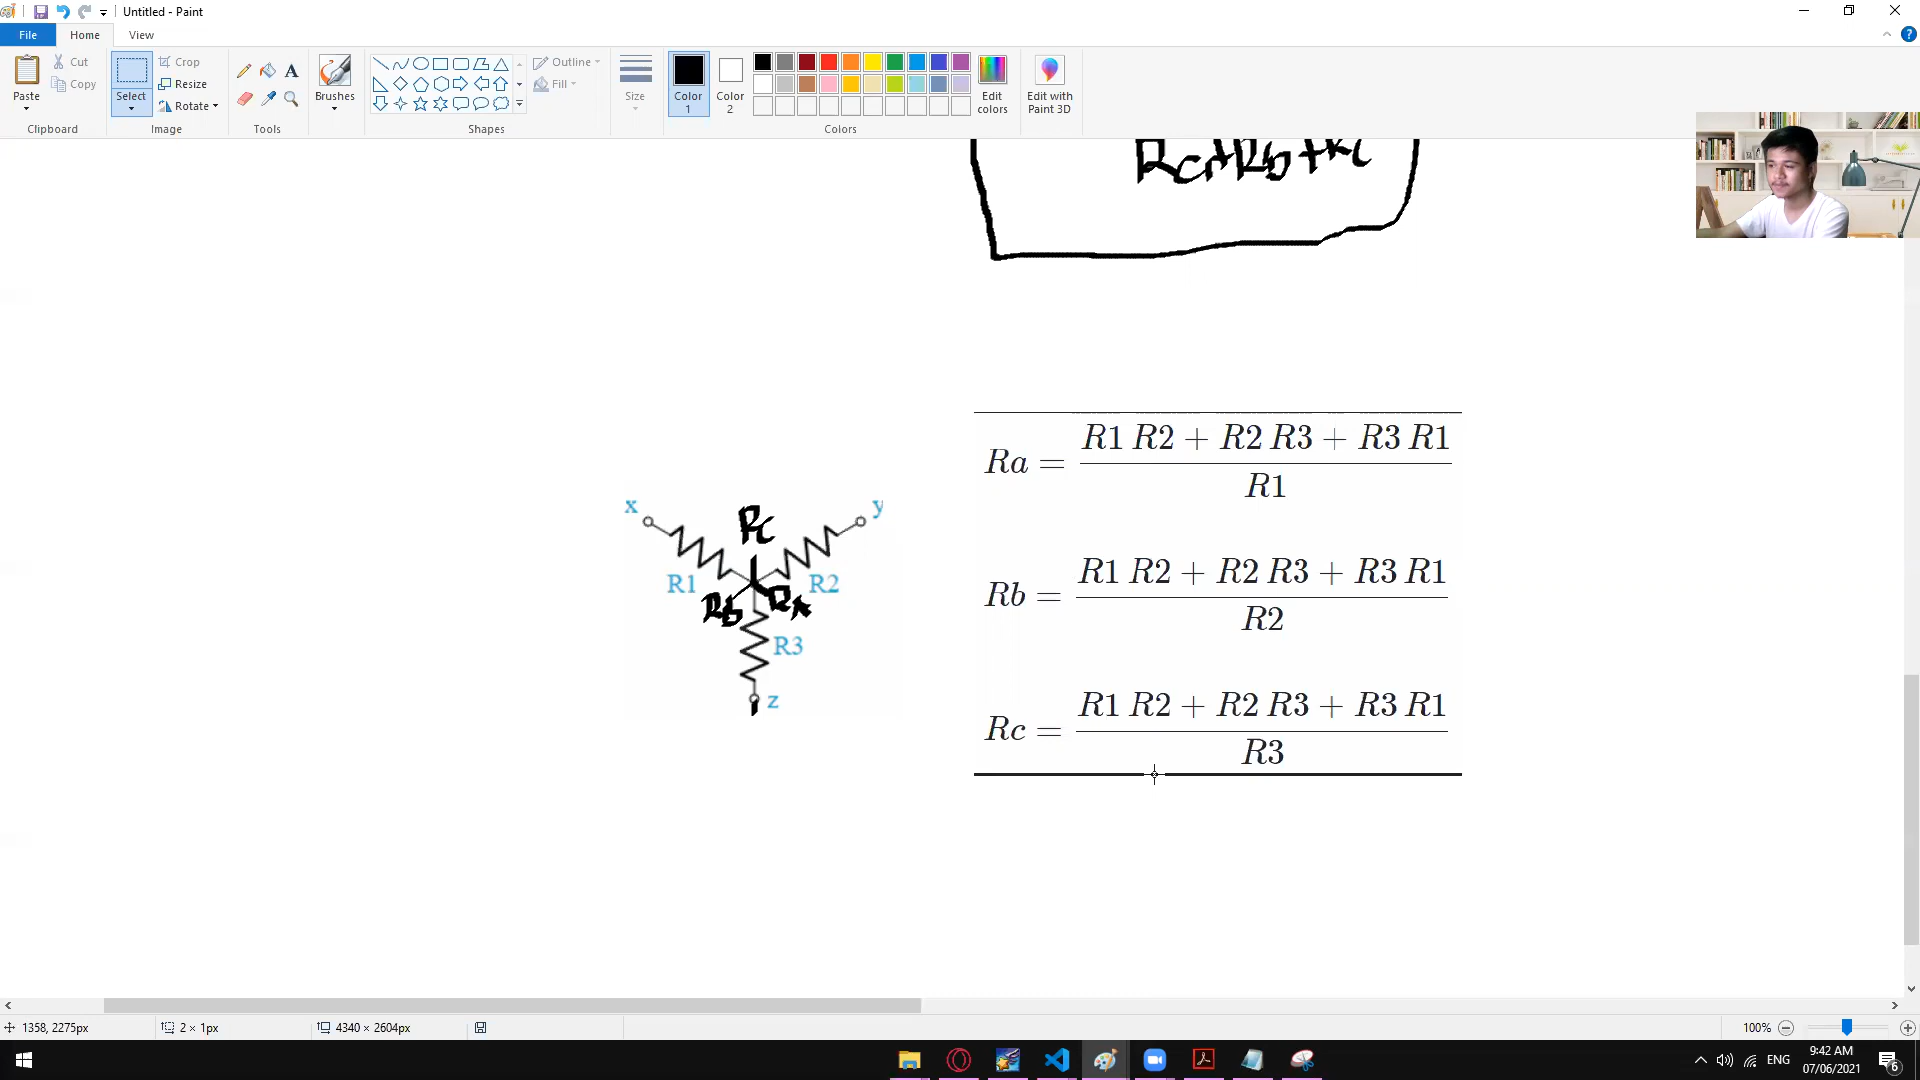 Untitled - Paint
File
Home
View
Paste
Cut
Copy
Clipboard
Select
Crop
Resize
Rotate
Image
Tools
Brushes
Shapes
Outline
Fill
Size
Color
1
Color
2
Colors
Edit
colors
Edit with
Paint 3D
x
Rc
y
R1
R2
Rb
RA
R3
z
Ra = R1 R2 + R2 R3 + R3 R1 / R1
Rb = R1 R2 + R2 R3 + R3 R1 / R2
Rc = R1 R2 + R2 R3 + R3 R1 / R3
1358, 2275px
2 × 1px
4340 × 2604px
100%
ENG
9:42 AM
07/06/2021
6